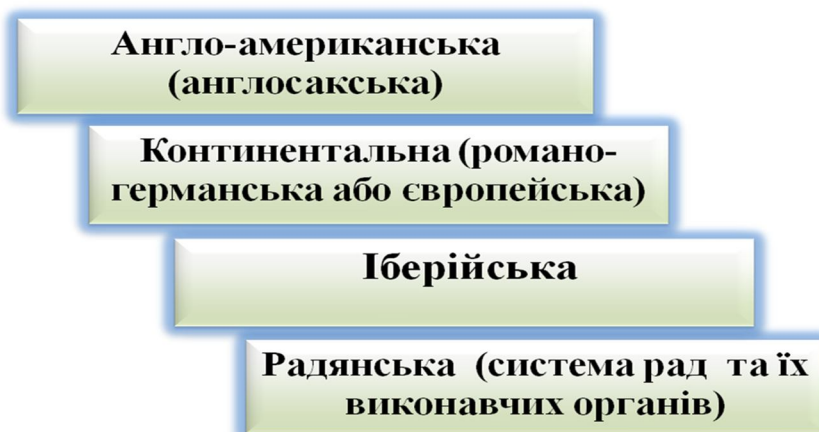 Англо-американська
(англосакська)
Континентальна (романо-
германська або європейська)
Іберійська
Радянська (система рад та їх
виконавчих органів)